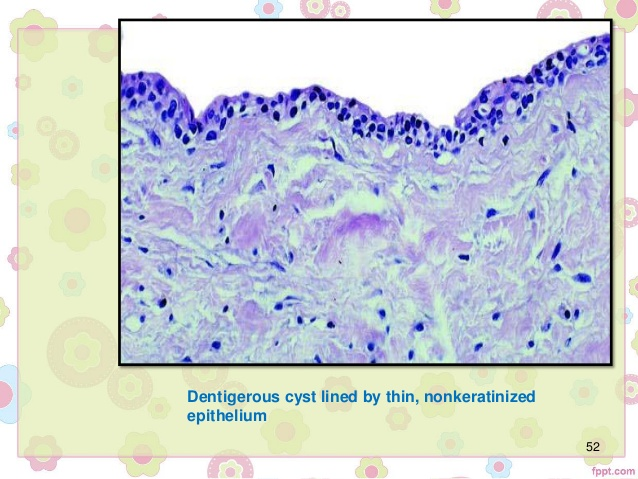 Dentigerous cyst lined by thin, nonkeratinized
epithelium
52
fppt.com